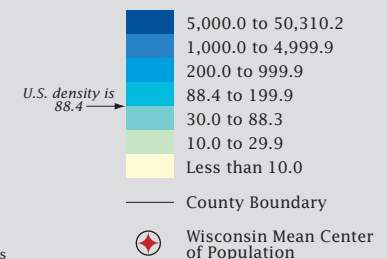 5,000.0 to 50,310.2
1,000.0 to 4,999.9
200.0 to 999.9
U.S. density is
88.4
88.4 to 199.9
30.0 to 88.3
10.0 to 29.9
Less than 10.0
County Boundary
Wisconsin Mean Center
of Population
s